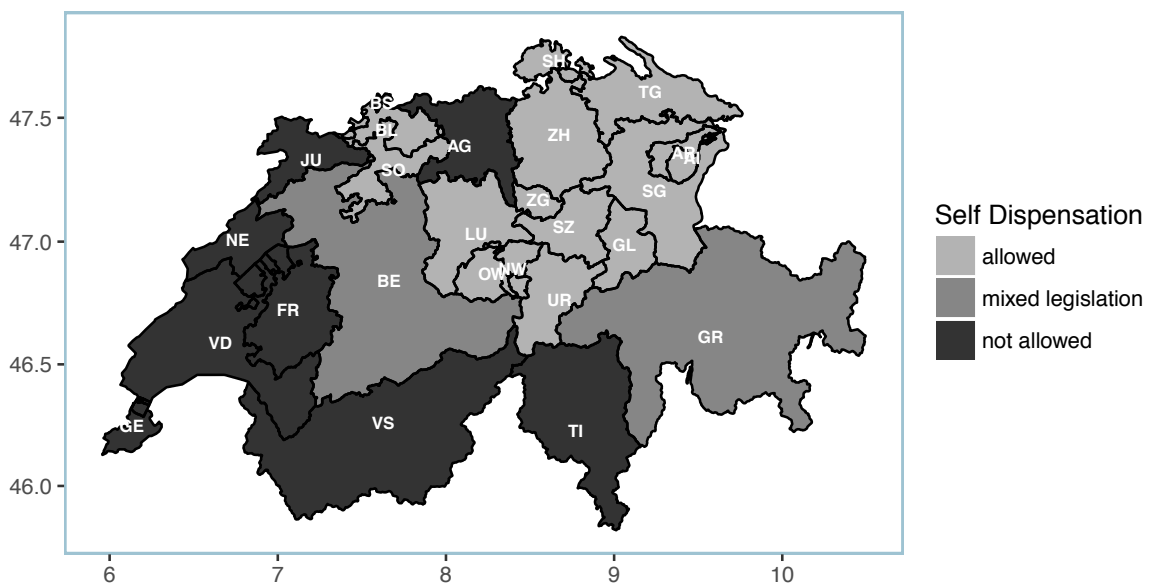 SH
TG
BS
47.5
BL
ZH
AG
JU
AR
AI
SO
SG
ZG
Self Dispensation
SZ
LU
NE
47.0
GL
allowed
NW
OW
BE
mixed legislation
UR
FR
GR
VD
not allowed
46.5
VS
TI
GE
46.0
6
7
8
9
10